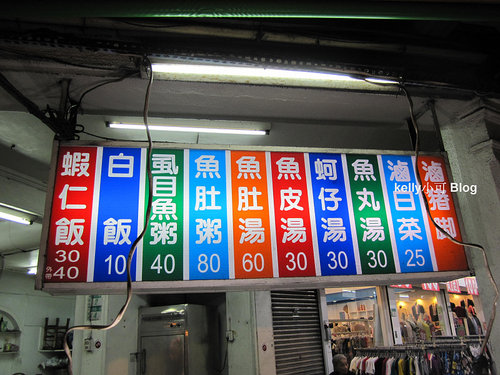 蝦仁飯
30
外帶 40
白飯
10
虱目魚粥
40
魚肚粥
80
魚肚湯
60
魚皮湯
30
蚵仔湯
30
魚丸湯
30
滷白菜
25
滷豬腳
kelly小可 Blog